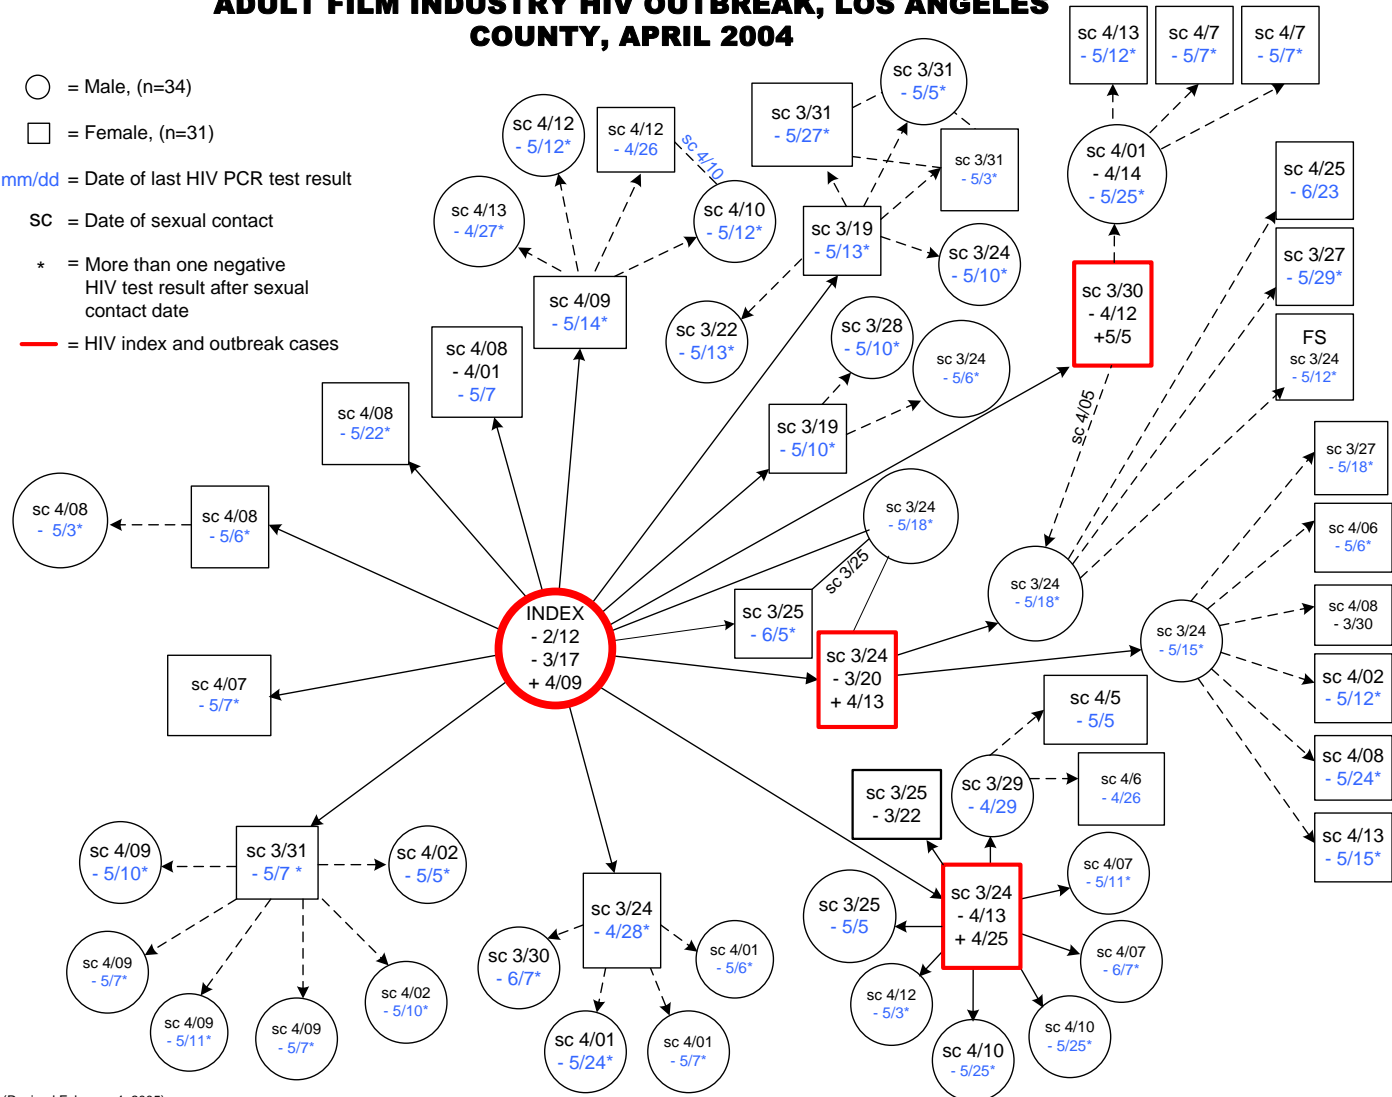 ADULT FILM INDUSTRY HIV OUTBREAK, LOS ANGELES
COUNTY, APRIL 2004
= Male, (n=34)
= Female, (n=31)
mm/dd = Date of last HIV PCR test result
SC = Date of sexual contact
* = More than one negative
HIV test result after sexual
contact date
= HIV index and outbreak cases
sc 4/13
- 5/12*
sc 4/7
- 5/7*
sc 4/7
- 5/7*
sc 3/31
- 5/5*
sc 3/31
- 5/27*
sc 3/31
- 5/3*
sc 4/12
- 5/12*
sc 4/12
- 4/26
sc 4/10
sc 4/13
- 4/27*
sc 4/10
- 5/12*
sc 4/01
- 4/14
- 5/25*
sc 4/25
- 6/23
sc 3/19
- 5/13*
sc 3/24
- 5/10*
sc 3/27
- 5/29*
sc 4/09
- 5/14*
sc 3/30
- 4/12
+5/5
sc 3/22
- 5/13*
sc 3/28
- 5/10*
sc 3/24
- 5/6*
FS
sc 3/24
- 5/12*
sc 4/08
- 4/01
- 5/7
sc 4/08
- 5/22*
sc 3/19
- 5/10*
sc 4/05
sc 3/27
- 5/18*
sc 4/08
- 5/3*
sc 4/08
- 5/6*
sc 3/24
- 5/18*
sc 3/25
sc 4/06
- 5/6*
INDEX
- 2/12
- 3/17
+ 4/09
sc 3/25
- 6/5*
sc 3/24
- 5/18*
sc 4/08
- 3/30
sc 3/24
- 3/20
+ 4/13
sc 3/24
- 5/15*
sc 4/02
- 5/12*
sc 4/07
- 5/7*
sc 4/5
- 5/5
sc 4/08
- 5/24*
sc 3/25
- 3/22
sc 3/29
- 4/29
sc 4/6
- 4/26
sc 4/13
- 5/15*
sc 4/09
- 5/10*
sc 3/31
- 5/7 *
sc 4/02
- 5/5*
sc 3/24
- 4/28*
sc 3/25
- 5/5
sc 3/24
- 4/13
+ 4/25
sc 4/07
- 5/11*
sc 4/09
- 5/7*
sc 4/02
- 5/10*
sc 3/30
- 6/7*
sc 4/01
- 5/6*
sc 4/07
- 6/7*
sc 4/12
- 5/3*
sc 4/09
- 5/11*
sc 4/09
- 5/7*
sc 4/01
- 5/24*
sc 4/01
- 5/7*
sc 4/10
- 5/25*
sc 4/10
- 5/25*